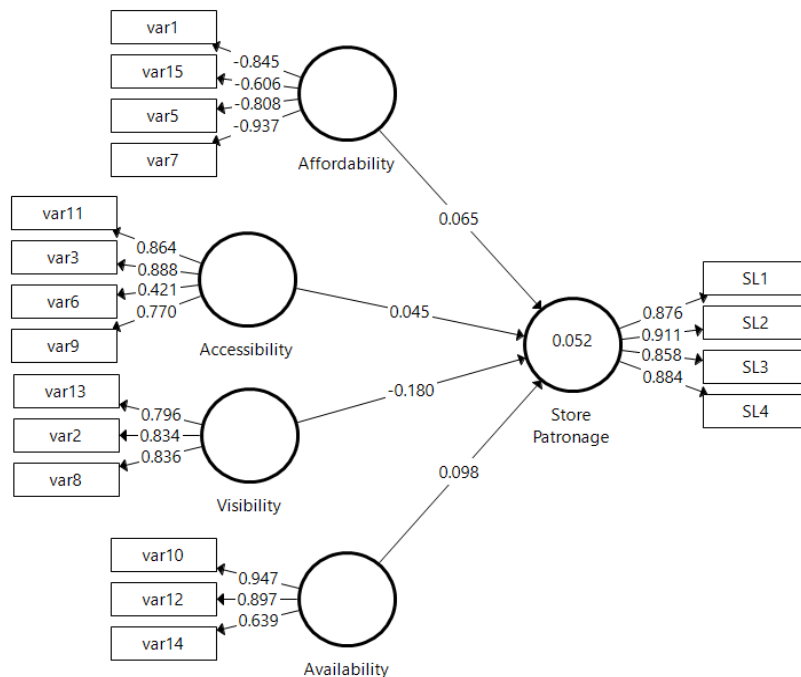 var1
-0.845
var15
-0.606
var5
-0.808
var7
-0.937
Affordability
0.065
var11
0.864
var3
0.888
var6
0.421
var9
0.770
Accessibility
0.045
var13
0.796
var2
0.834
var8
0.836
Visibility
-0.180
var10
0.947
var12
0.897
var14
0.639
Availability
0.098
0.052
Store
Patronage
0.876
SL1
0.911
SL2
0.858
SL3
0.884
SL4